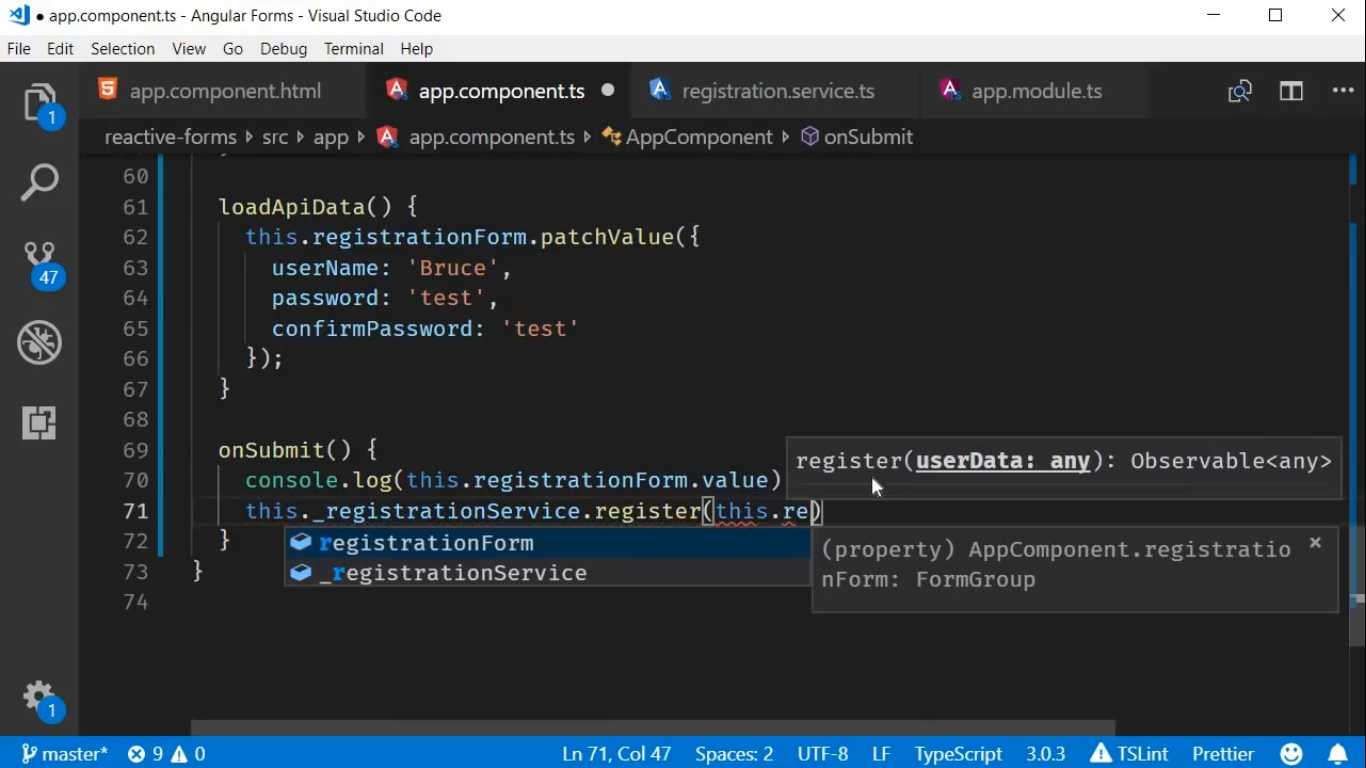 ● app.component.ts - Angular Forms - Visual Studio Code
File Edit Selection View Go Debug Terminal Help
app.component.html app.component.ts ● registration.service.ts app.module.ts
reactive-forms src app app.component.ts AppComponent onSubmit
60
61 loadApiData() {
62 this.registrationForm.patchValue({
63 userName: 'Bruce',
64 password: 'test',
65 confirmPassword: 'test'
66 });
67 }
68
69 onSubmit() {
70 console.log(this.registrationForm.value)
register(userData: any): Observable<any>
71 this._registrationService.register(this.re)
72 }
registrationForm
_registrationService
(property) AppComponent.registratio
nForm: FormGroup
73 }
74
1
47
1
master* 9 0 Ln 71, Col 47 Spaces: 2 UTF-8 LF TypeScript 3.0.3 TSLint Prettier